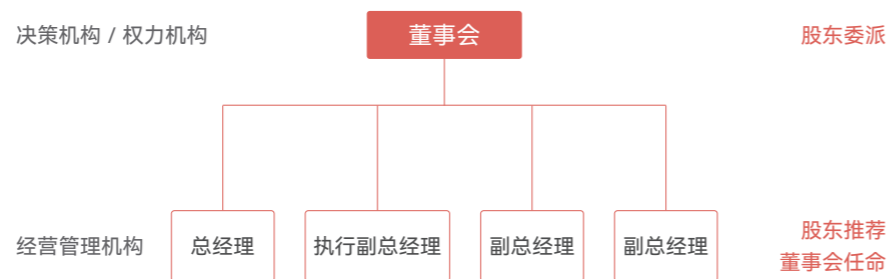 决策机构 / 权力机构
董事会
股东委派
经营管理机构
总经理
执行副总经理
副总经理
副总经理
股东推荐
董事会任命